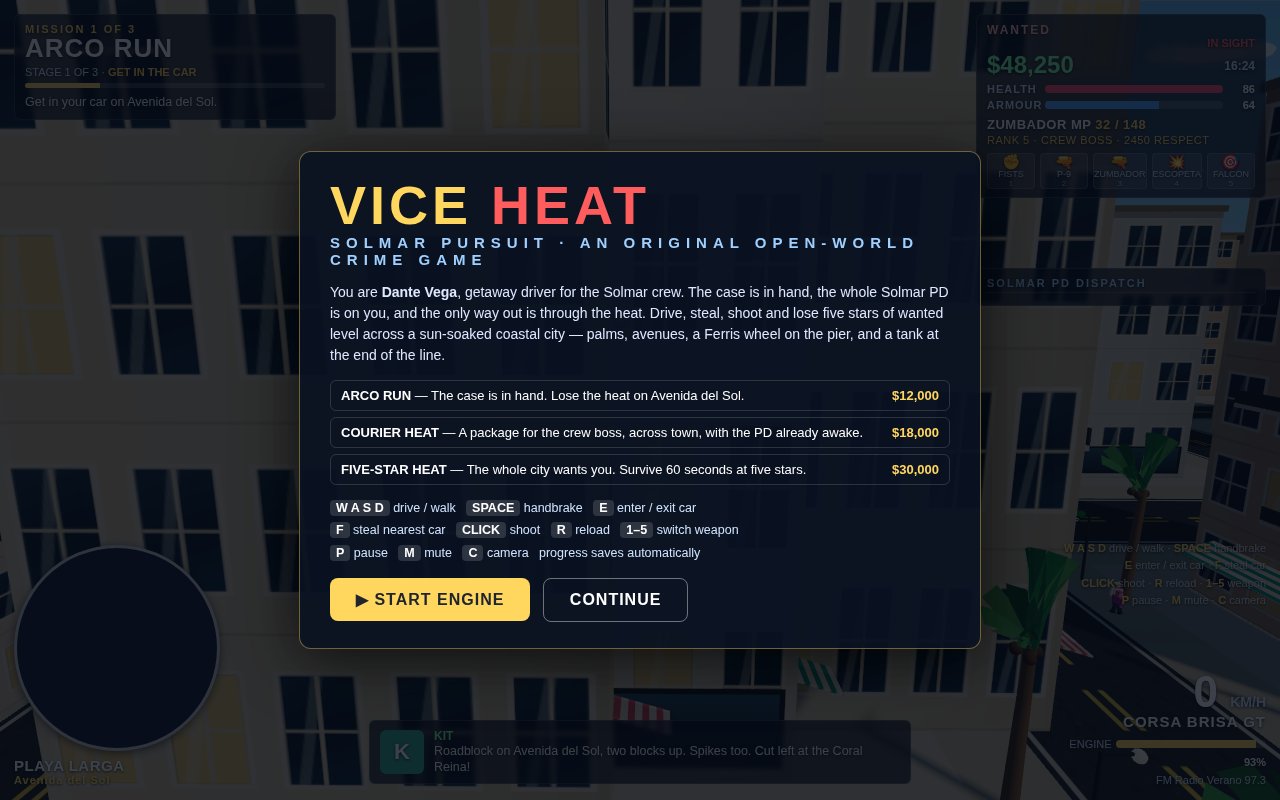 MISSION 1 OF 3
ARCO RUN
STAGE 1 OF 3 · GET IN THE CAR
Get in your car on Avenida del Sol.
WANTED
IN SIGHT
$48,250
16:24
HEALTH 86
ARMOUR 64
ZUMBADOR MP 32 / 148
RANK 5 · CREW BOSS · 2450 RESPECT
FISTS P-9 ZUMBADOR ESCOPETA FALCON
1 2 3 4 5
SOLMAR PD DISPATCH
VICE HEAT
SOLMAR PURSUIT · AN ORIGINAL OPEN-WORLD
CRIME GAME
You are Dante Vega, getaway driver for the Solmar crew. The case is in hand, the whole Solmar PD
is on you, and the only way out is through the heat. Drive, steal, shoot and lose five stars of wanted
level across a sun-soaked coastal city — palms, avenues, a Ferris wheel on the pier, and a tank at
the end of the line.
ARCO RUN — The case is in hand. Lose the heat on Avenida del Sol. $12,000
COURIER HEAT — A package for the crew boss, across town, with the PD already awake. $18,000
FIVE-STAR HEAT — The whole city wants you. Survive 60 seconds at five stars. $30,000
W A S D drive / walk SPACE handbrake E enter / exit car
F steal nearest car CLICK shoot R reload 1–5 switch weapon
P pause M mute C camera progress saves automatically
▶ START ENGINE CONTINUE
W A S D drive / walk · SPACE handbrake
E enter / exit car · F steal car
CLICK shoot · R reload · 1–5 weapon
P pause · M mute · C camera
0 KM/H
CORSA BRISA GT
ENGINE
93%
FM Radio Verano 97.3
K
KIT
Roadblock on Avenida del Sol, two blocks up. Spikes too. Cut left at the Coral
Reina!
PLAYA LARGA
Avenida del Sol